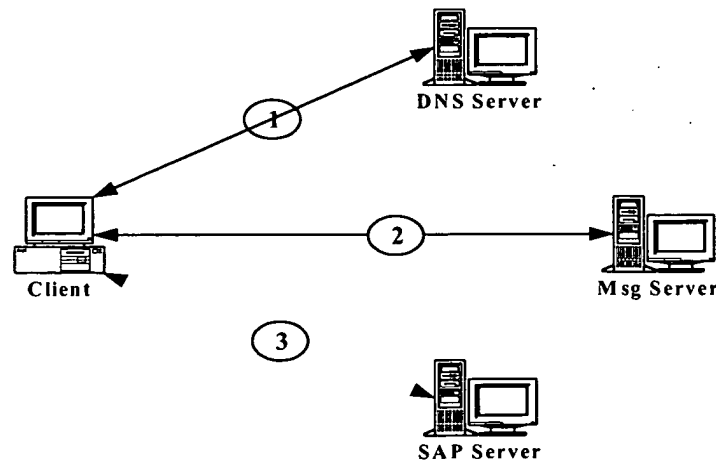 DNS Server
1
2
Client
Msg Server
3
SAP Server